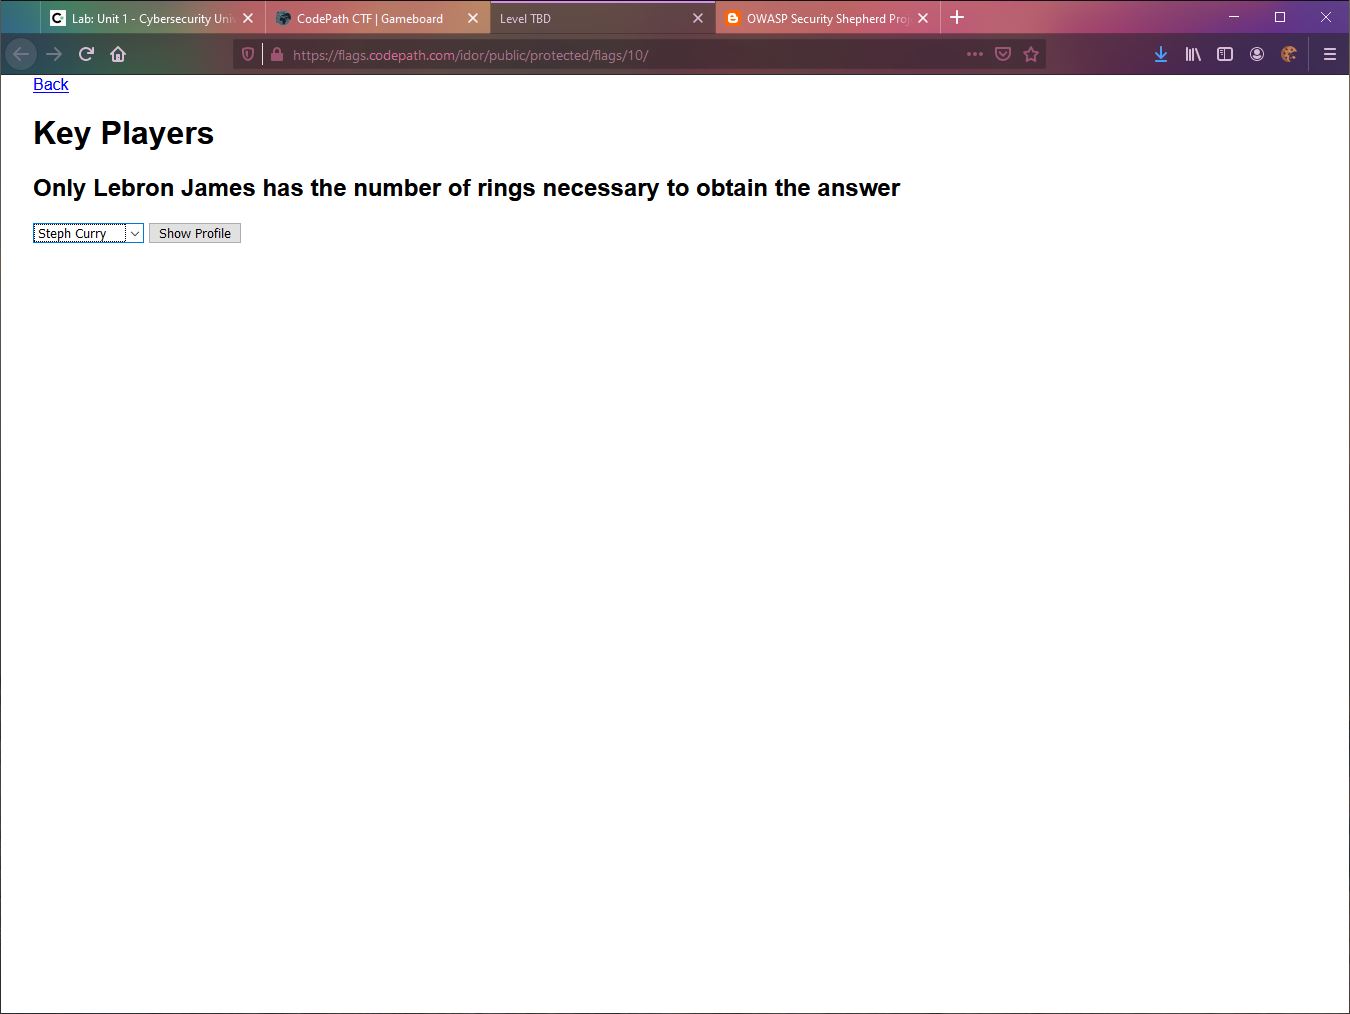 Lab: Unit 1 - Cybersecurity Univ
CodePath CTF | Gameboard
Level TBD
OWASP Security Shepherd Proj
https://flags.codepath.com/idor/public/protected/flags/10/
Back
Key Players
Only Lebron James has the number of rings necessary to obtain the answer
Steph Curry
Show Profile